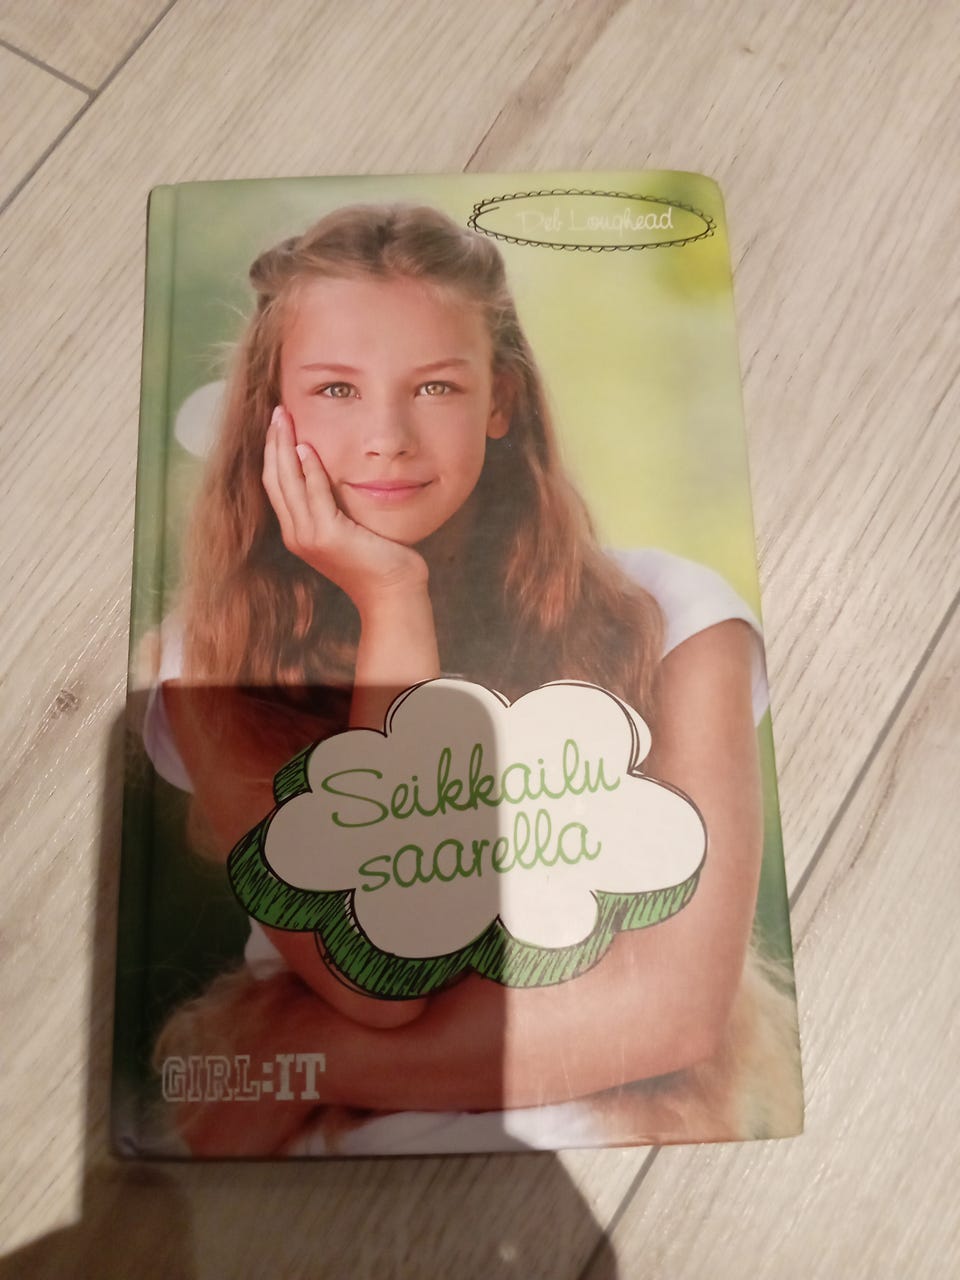 Deb Loughead
Seikkailu
saarella
GIRL:IT